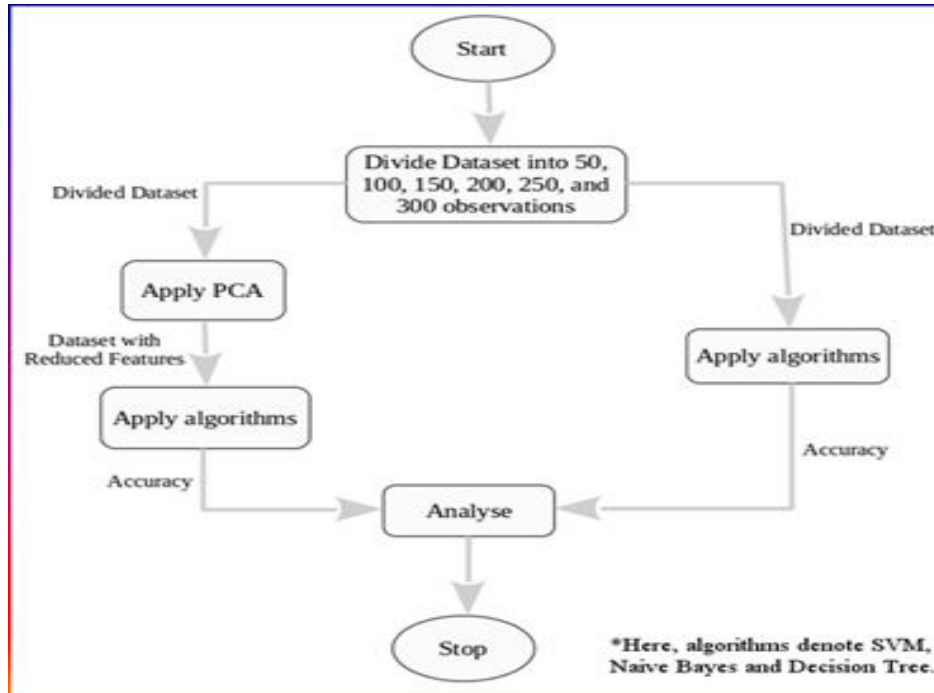 Start
Divide Dataset into 50,
100, 150, 200, 250, and
300 observations
Divided Dataset
Divided Dataset
Apply PCA
Dataset with
Reduced Features
Apply algorithms
Apply algorithms
Accuracy
Accuracy
Analyse
Stop
*Here, algorithms denote SVM,
Naive Bayes and Decision Tree.